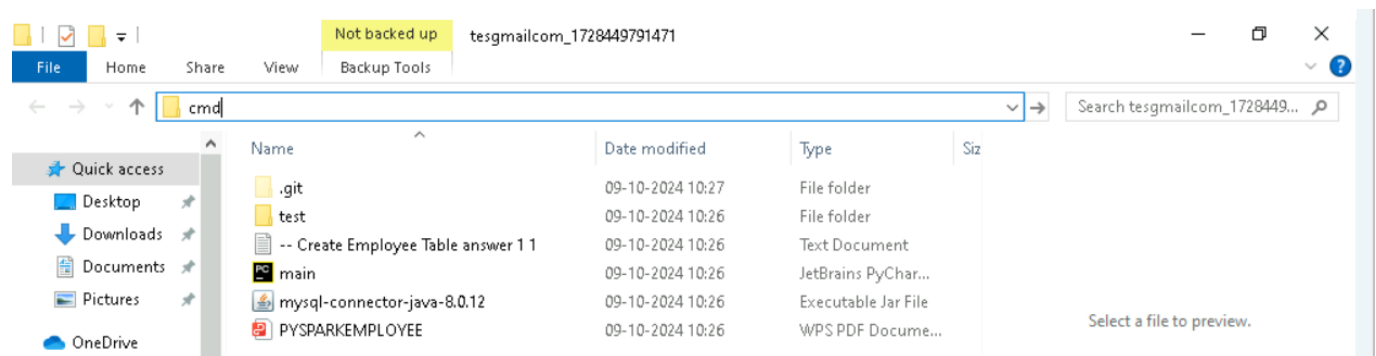 Not backed up tesgmailcom_1728449791471
File Home Share View Backup Tools
cmd Search tesgmailcom_1728449...
Name Date modified Type Siz
Quick access
.git 09-10-2024 10:27 File folder
Desktop
test 09-10-2024 10:26 File folder
Downloads
-- Create Employee Table answer 1 1 09-10-2024 10:26 Text Document
Documents
PC main 09-10-2024 10:26 JetBrains PyChar...
Pictures
mysql-connector-java-8.0.12 09-10-2024 10:26 Executable Jar File
PYSPARKEMPLOYEE 09-10-2024 10:26 WPS PDF Docume...
Select a file to preview.
OneDrive